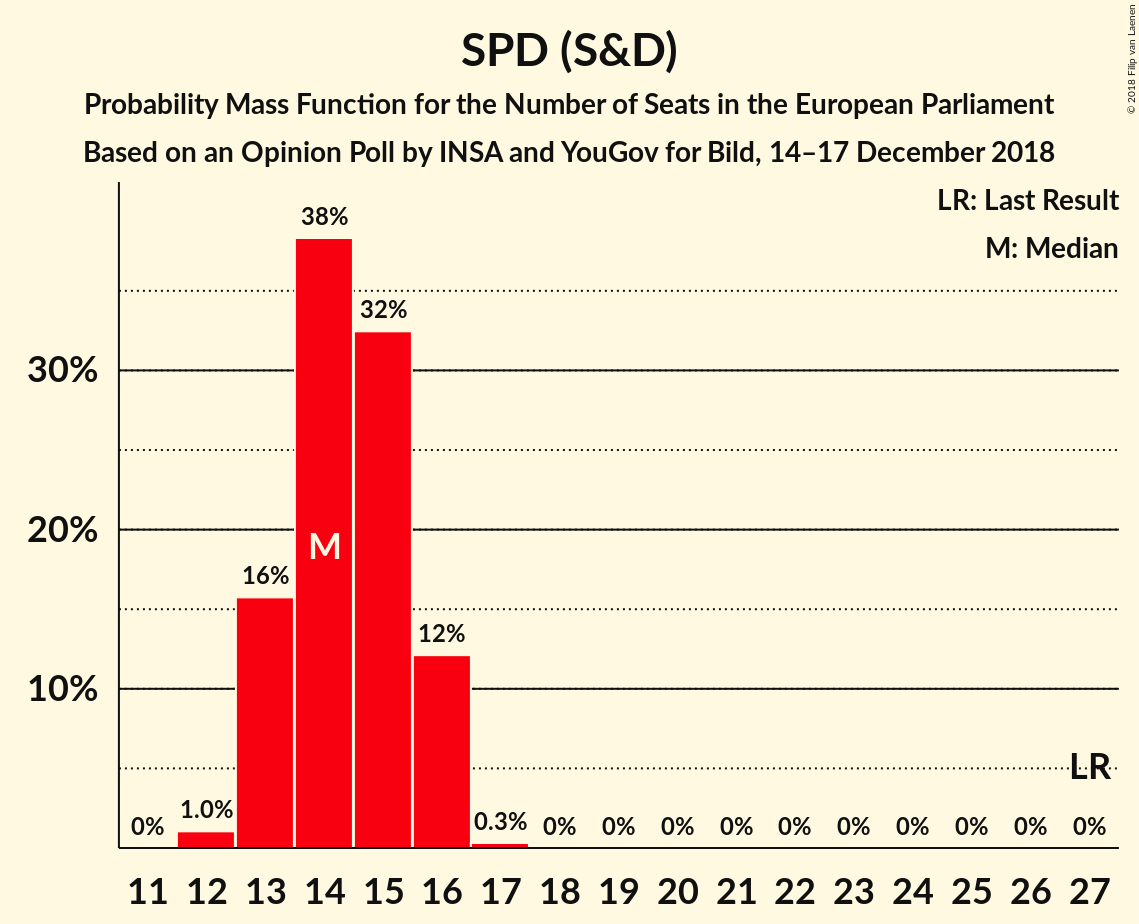 SPD (S&D)
Probability Mass Function for the Number of Seats in the European Parliament
Based on an Opinion Poll by INSA and YouGov for Bild, 14–17 December 2018
© 2018 Filip van Laenen
LR: Last Result
M: Median
38%
32%
30%
20%
M
16%
12%
10%
LR
0% 1.0% 0.3% 0% 0% 0% 0% 0% 0% 0% 0% 0% 0%
11 12 13 14 15 16 17 18 19 20 21 22 23 24 25 26 27